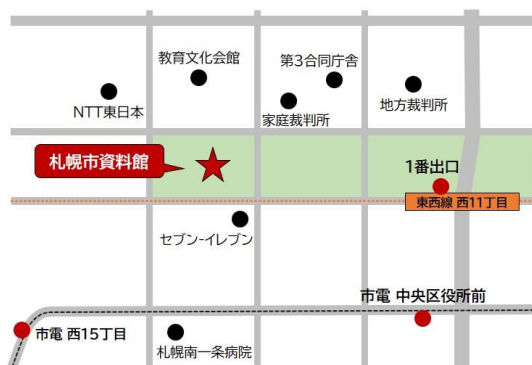 教育文化会館
第3合同庁舎
NTT東日本
家庭裁判所
地方裁判所
札幌市資料館
1番出口
東西線 西11丁目
セブン-イレブン
市電 中央区役所前
市電 西15丁目
札幌南一条病院